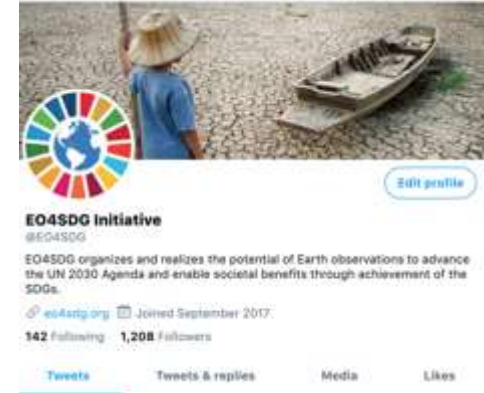 Edit profile
EO4SDG Initiative
@EO4SDG
EO4SDG organizes and realizes the potential of Earth observations to advance
the UN 2030 Agenda and enable societal benefits through achievement of the
SDGs.
eo4sdg.org Joined September 2017
142 Following 1,208 Followers
Tweets Tweets & replies Media Likes